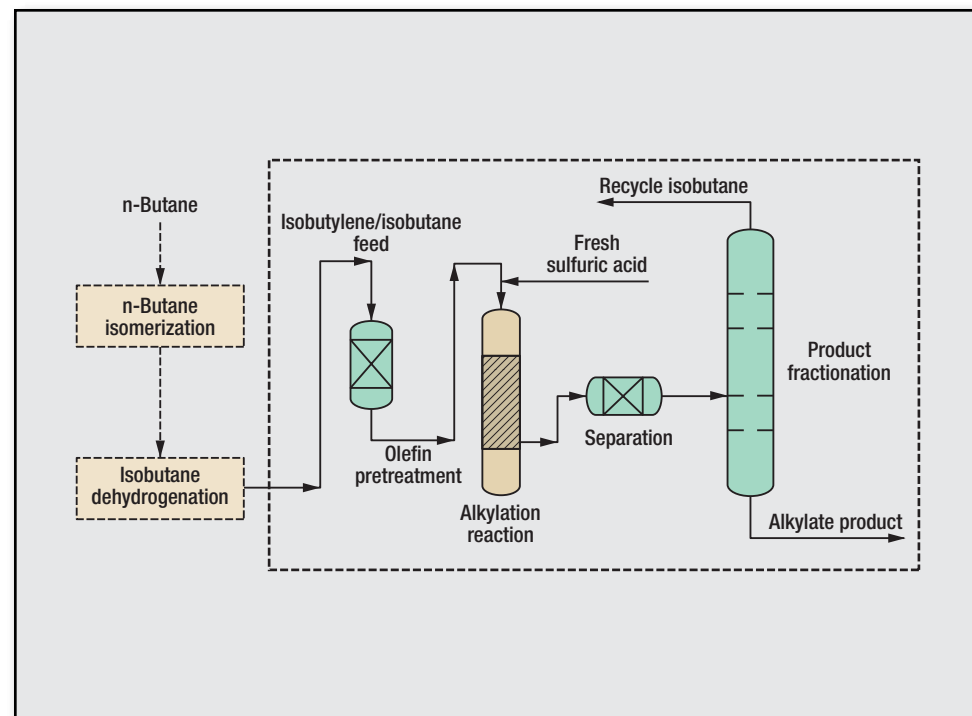 n-Butane
n-Butane
isomerization
Isobutane
dehydrogenation
Isobutylene/isobutane
feed
Olefin
pretreatment
Fresh
sulfuric acid
Alkylation
reaction
Separation
Recycle isobutane
Product
fractionation
Alkylate product